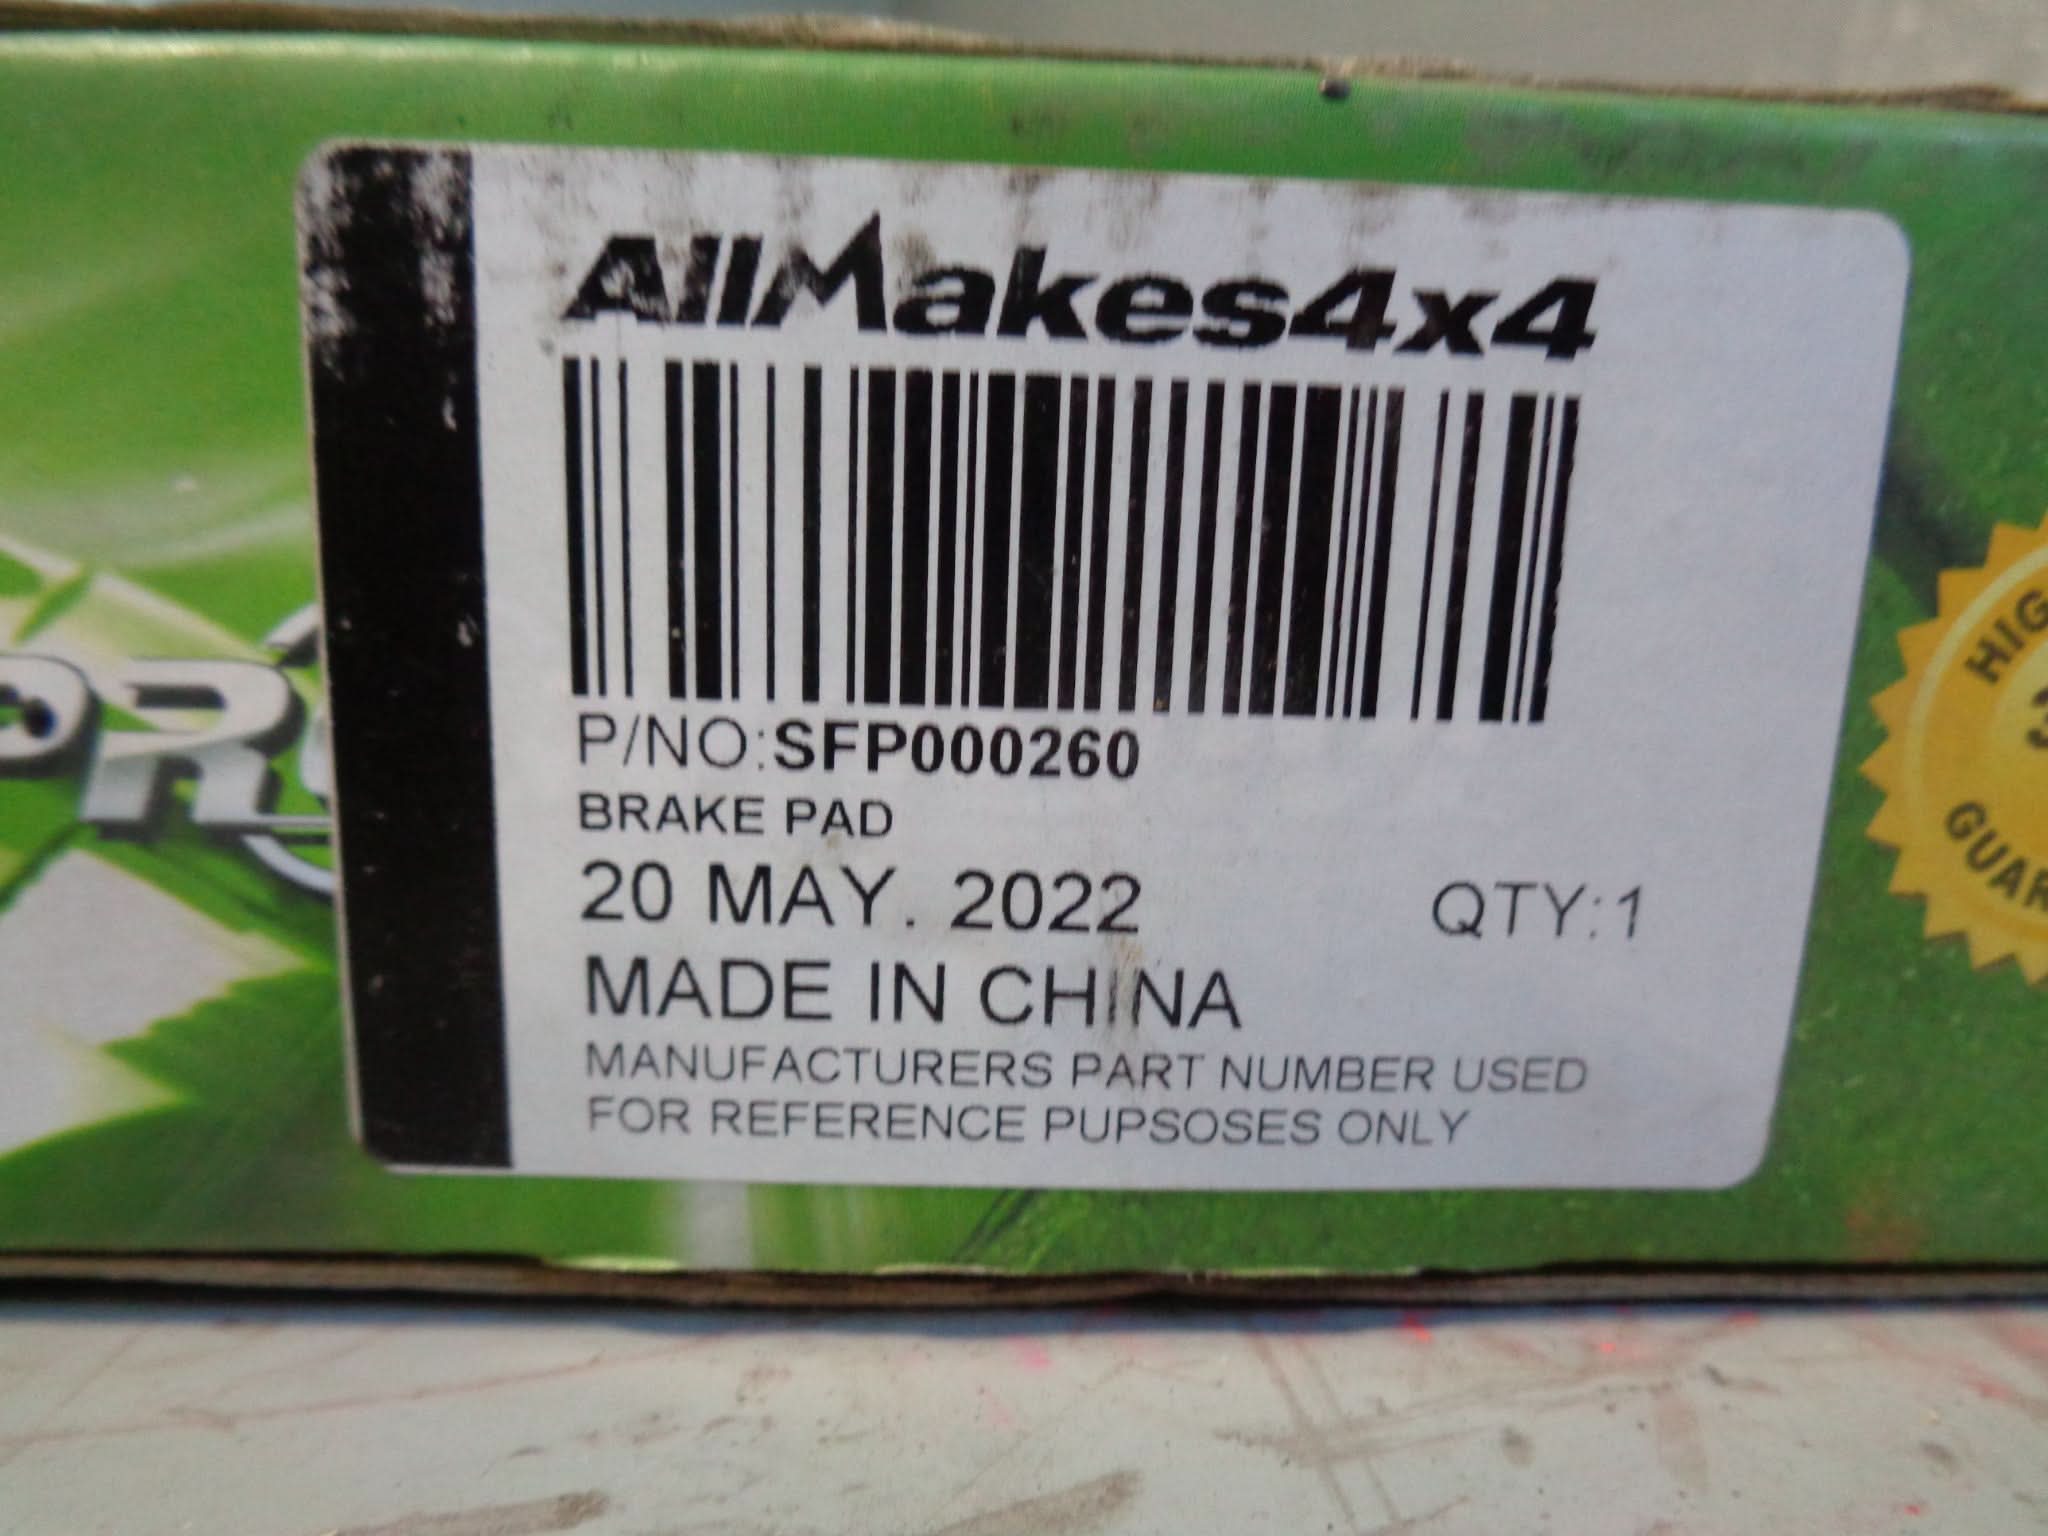 AllMakes4x4
P/NO:SFP000260
BRAKE PAD
20 MAY. 2022 QTY:1
MADE IN CHINA
MANUFACTURERS PART NUMBER USED
FOR REFERENCE PUPSOSES ONLY